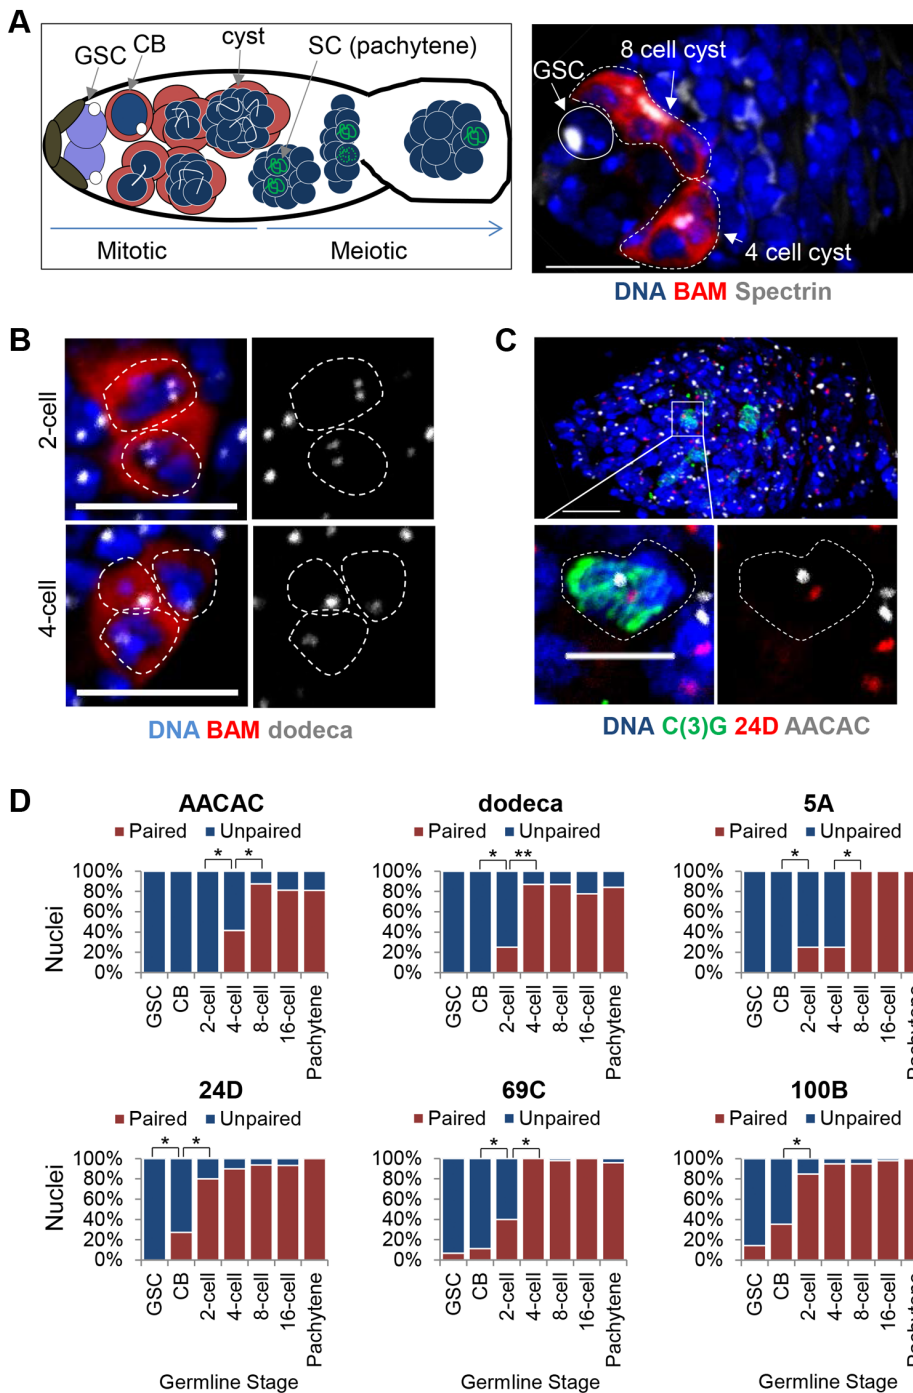 A
GSC
CB
cyst
SC (pachytene)
Mitotic
Meiotic
GSC
8 cell cyst
4 cell cyst
DNA BAM Spectrin
B
2-cell
4-cell
DNA BAM dodeca
C
DNA C(3)G 24D AACAC
D
AACAC
Paired Unpaired
* *
100%
80%
60%
40%
20%
0%
Nuclei
GSC
CB
2-cell
4-cell
8-cell
16-cell
Pachytene
dodeca
Paired Unpaired
* **
100%
80%
60%
40%
20%
0%
GSC
CB
2-cell
4-cell
8-cell
16-cell
Pachytene
5A
Paired Unpaired
* *
100%
80%
60%
40%
20%
0%
GSC
CB
2-cell
4-cell
8-cell
16-cell
Pachytene
24D
Paired Unpaired
* *
100%
80%
60%
40%
20%
0%
Nuclei
GSC
CB
2-cell
4-cell
8-cell
16-cell
Pachytene
Germline Stage
69C
Paired Unpaired
* *
100%
80%
60%
40%
20%
0%
GSC
CB
2-cell
4-cell
8-cell
16-cell
Pachytene
Germline Stage
100B
Paired Unpaired
*
100%
80%
60%
40%
20%
0%
GSC
CB
2-cell
4-cell
8-cell
16-cell
Pachytene
Germline Stage